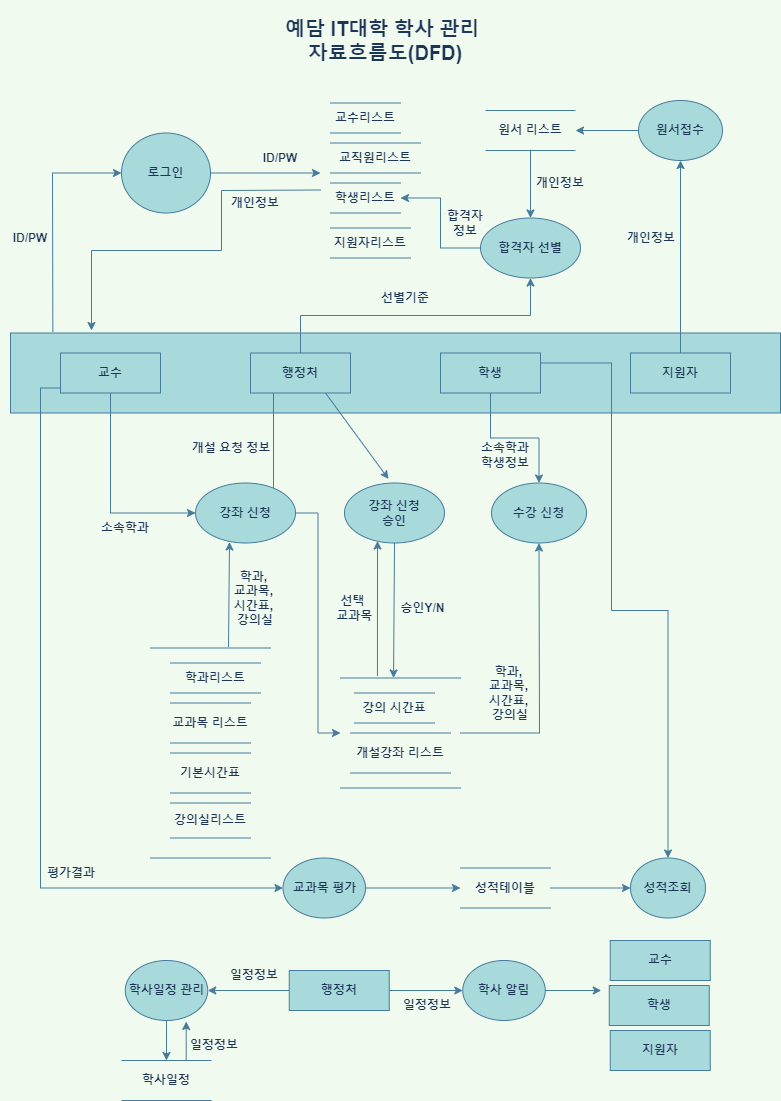 예담 IT대학 학사 관리
자료흐름도(DFD)
교수리스트
원서 리스트
원서접수
로그인
ID/PW
교직원리스트
개인정보
학생리스트
개인정보
합격자
정보
ID/PW
지원자리스트
합격자 선별
개인정보
선별기준
교수
행정처
학생
지원자
개설 요청 정보
소속학과
학생정보
강좌 신청
강좌 신청
승인
수강 신청
소속학과
학과,
교과목,
시간표,
강의실
선택
교과목
승인Y/N
학과리스트
강의 시간표
학과,
교과목,
시간표,
강의실
교과목 리스트
개설강좌 리스트
기본시간표
강의실리스트
평가결과
교과목 평가
성적테이블
성적조회
학사일정 관리
일정정보
행정처
일정정보
학사 알림
교수
학생
지원자
일정정보
학사일정